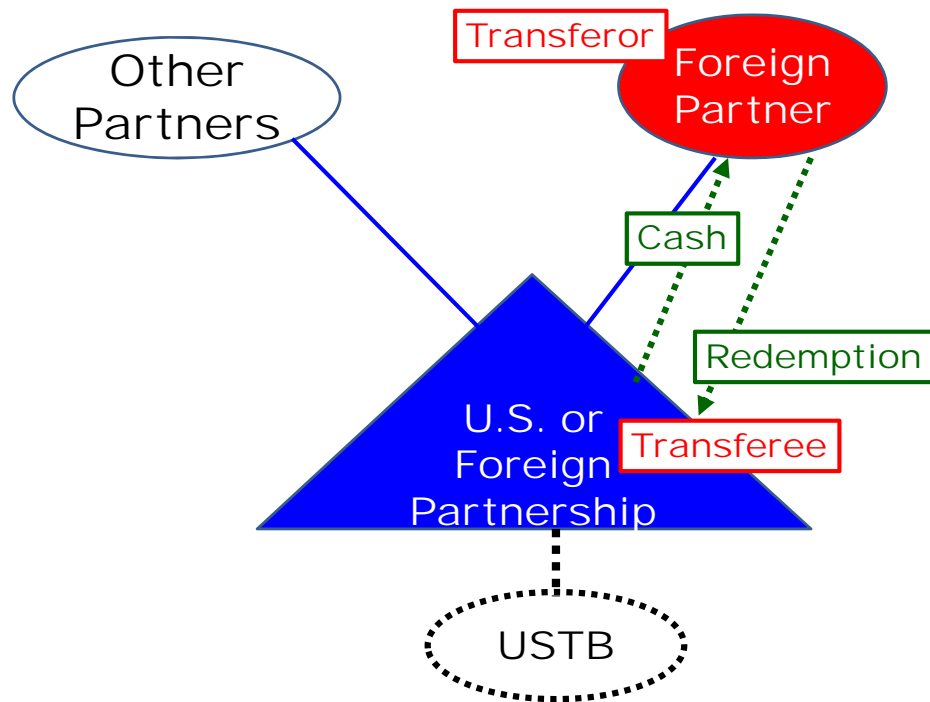 Transferor
Other
Partners
Foreign
Partner
Cash
Redemption
U.S. or
Foreign
Partnership
Transferee
USTB